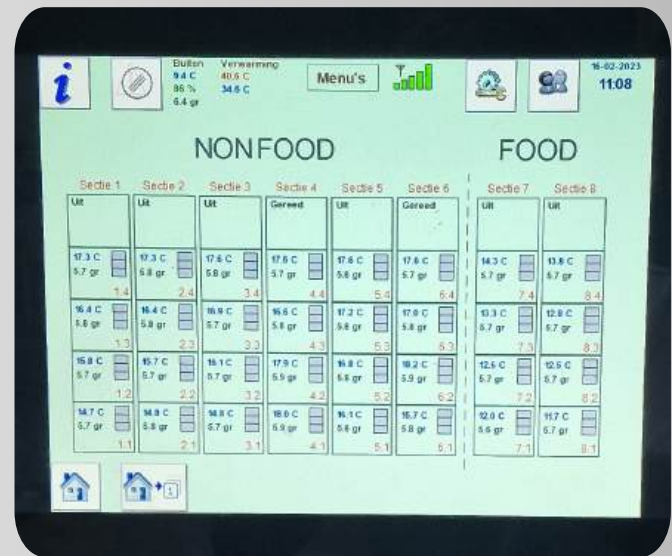 Buiten Verwarming
9.4 C 40.6 C
86 % 34.6 C
6.4 gr
Menu's
16-02-2023
11:08
NONFOOD FOOD
Sectie 1 Sectie 2 Sectie 3 Sectie 4 Sectie 5 Sectie 6 Sectie 7 Sectie 8
Uit Uit Uit Gereed Uit Gereed Uit Uit
17.3 C 17.3 C 17.6 C 17.6 C 17.6 C 17.6 C 14.3 C 13.8 C
5.7 gr 5.8 gr 5.8 gr 5.7 gr 5.8 gr 5.7 gr 5.7 gr 5.7 gr
1.4 2.4 3.4 4.4 5.4 6.4 7.4 8.4
16.4 C 16.4 C 16.9 C 16.6 C 17.2 C 17.0 C 13.3 C 12.8 C
5.8 gr 5.8 gr 5.7 gr 5.8 gr 5.8 gr 5.8 gr 5.7 gr 5.7 gr
1.3 2.3 3.3 4.3 5.3 6.3 7.3 8.3
15.8 C 15.7 C 16.1 C 17.9 C 16.8 C 18.2 C 12.6 C 12.6 C
5.7 gr 5.7 gr 5.7 gr 5.9 gr 5.8 gr 5.9 gr 5.7 gr 5.7 gr
1.2 2.2 3.2 4.2 5.2 6.2 7.2 8.2
14.7 C 14.9 C 14.8 C 18.0 C 16.1 C 15.7 C 12.0 C 11.7 C
5.7 gr 5.8 gr 5.7 gr 5.9 gr 5.6 gr 5.8 gr 5.6 gr 5.7 gr
1.1 2.1 3.1 4.1 5.1 6.1 7.1 8.1
1